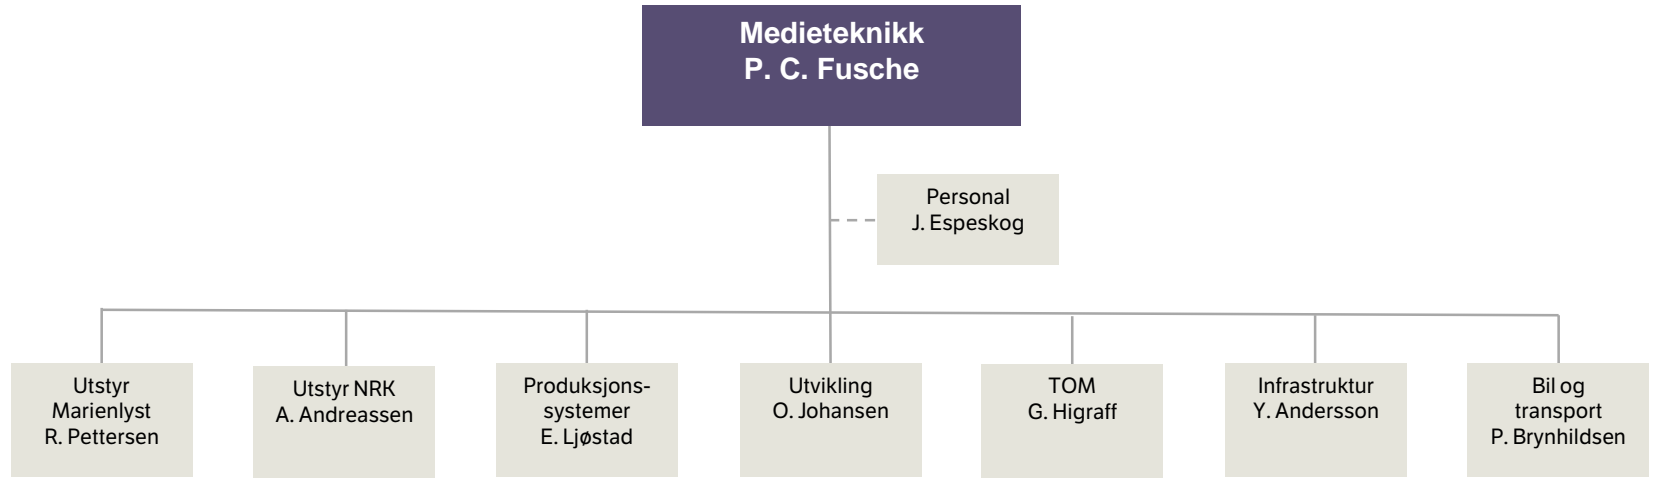 Medieteknikk
P. C. Fusche
Personal
J. Espeskog
Utstyr
Marienlyst
R. Pettersen
Utstyr NRK
A. Andreassen
Produksjons-
systemer
E. Ljøstad
Utvikling
O. Johansen
TOM
G. Higraff
Infrastruktur
Y. Andersson
Bil og
transport
P. Brynhildsen